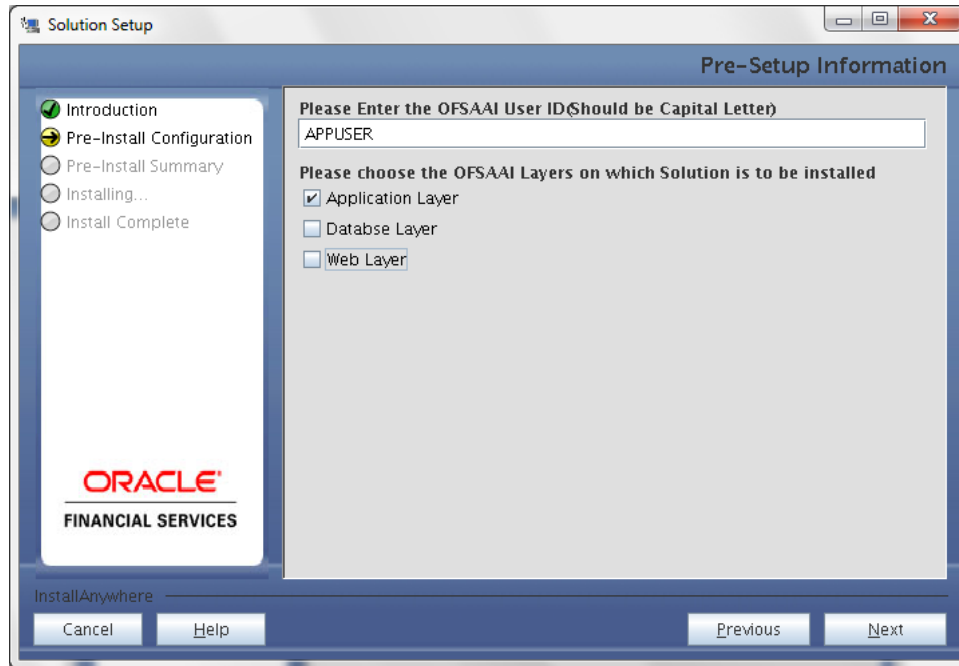 Solution Setup
Pre-Setup Information
Introduction
Pre-Install Configuration
Pre-Install Summary
Installing...
Install Complete
ORACLE'
FINANCIAL SERVICES
Please Enter the OFSAAI User ID(Should be Capital Letter)
APPUSER
Please choose the OFSAAI Layers on which Solution is to be installed
Application Layer
Databse Layer
Web Layer
InstallAnywhere
Cancel
Help
Previous
Next